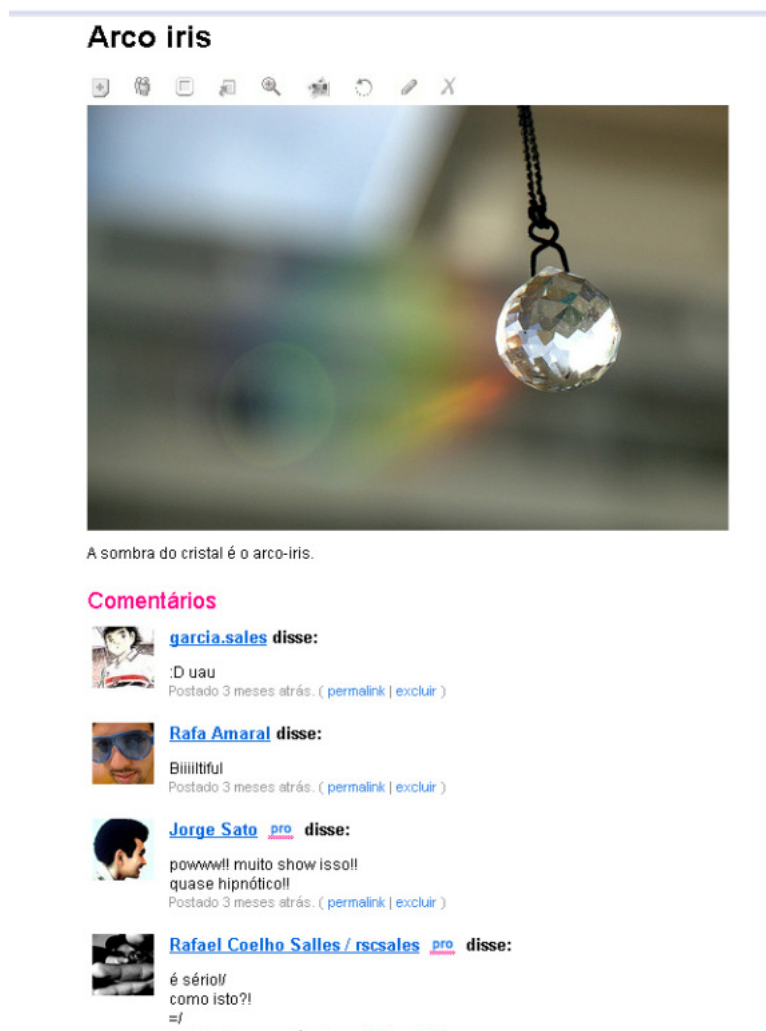 Arco iris
A sombra do cristal é o arco-iris.
Comentários
garcia.sales disse:
:D uau
Postado 3 meses atrás. ( permalink | excluir )
Rafa Amaral disse:
Biiiiltiful
Postado 3 meses atrás. ( permalink | excluir )
Jorge Sato pro disse:
powww!! muito show isso!!
quase hipnótico!!
Postado 3 meses atrás. ( permalink | excluir )
Rafael Coelho Salles / rscsales pro disse:
é sério!/
como isto?!
=/